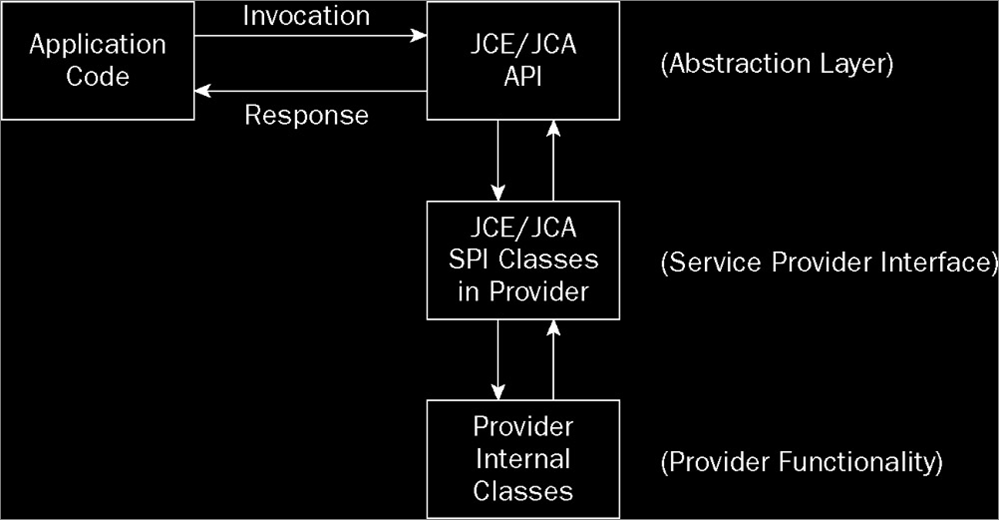 Application
Code
Invocation
Response
JCE/JCA
API
(Abstraction Layer)
JCE/JCA
SPI Classes
in Provider
(Service Provider Interface)
Provider
Internal
Classes
(Provider Functionality)